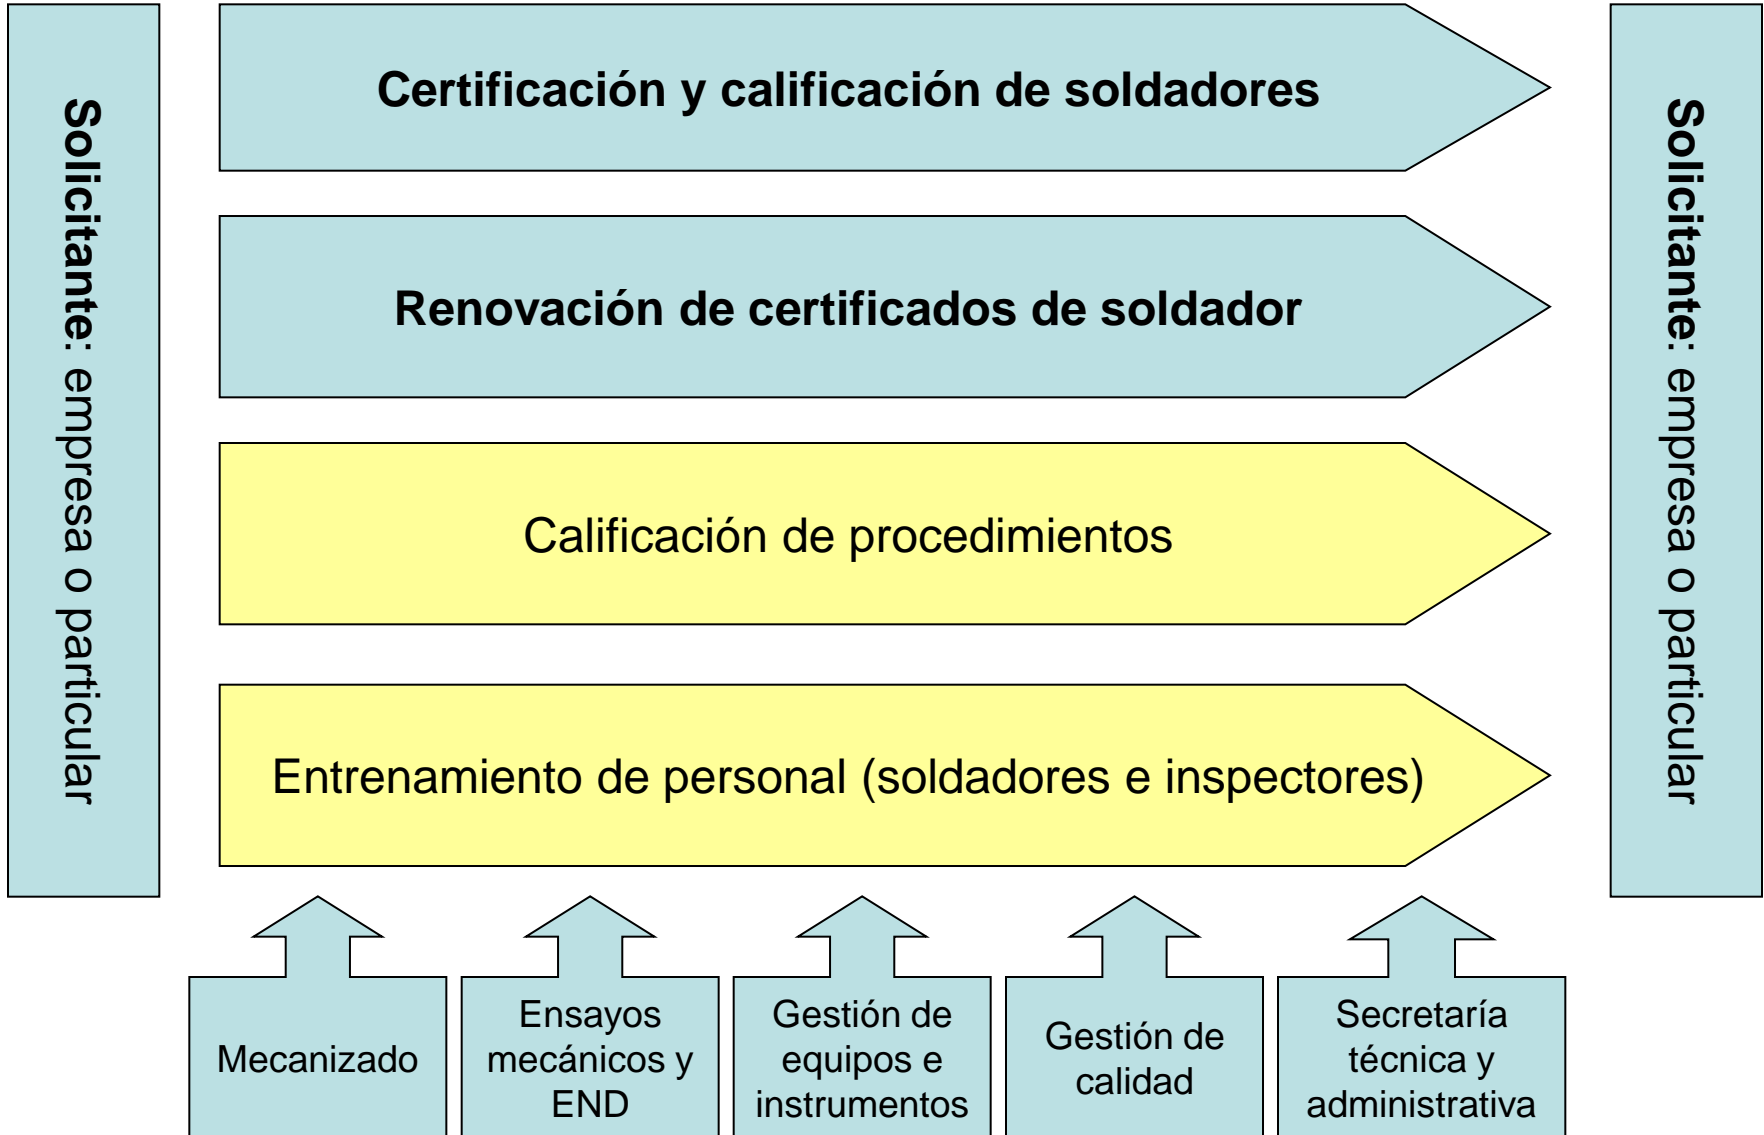 Solicitante: empresa o particular
Certificación y calificación de soldadores
Renovación de certificados de soldador
Calificación de procedimientos
Entrenamiento de personal (soldadores e inspectores)
Solicitante: empresa o particular
Mecanizado
Ensayos
mecánicos y
END
Gestión de
equipos e
instrumentos
Gestión de
calidad
Secretaría
técnica y
administrativa